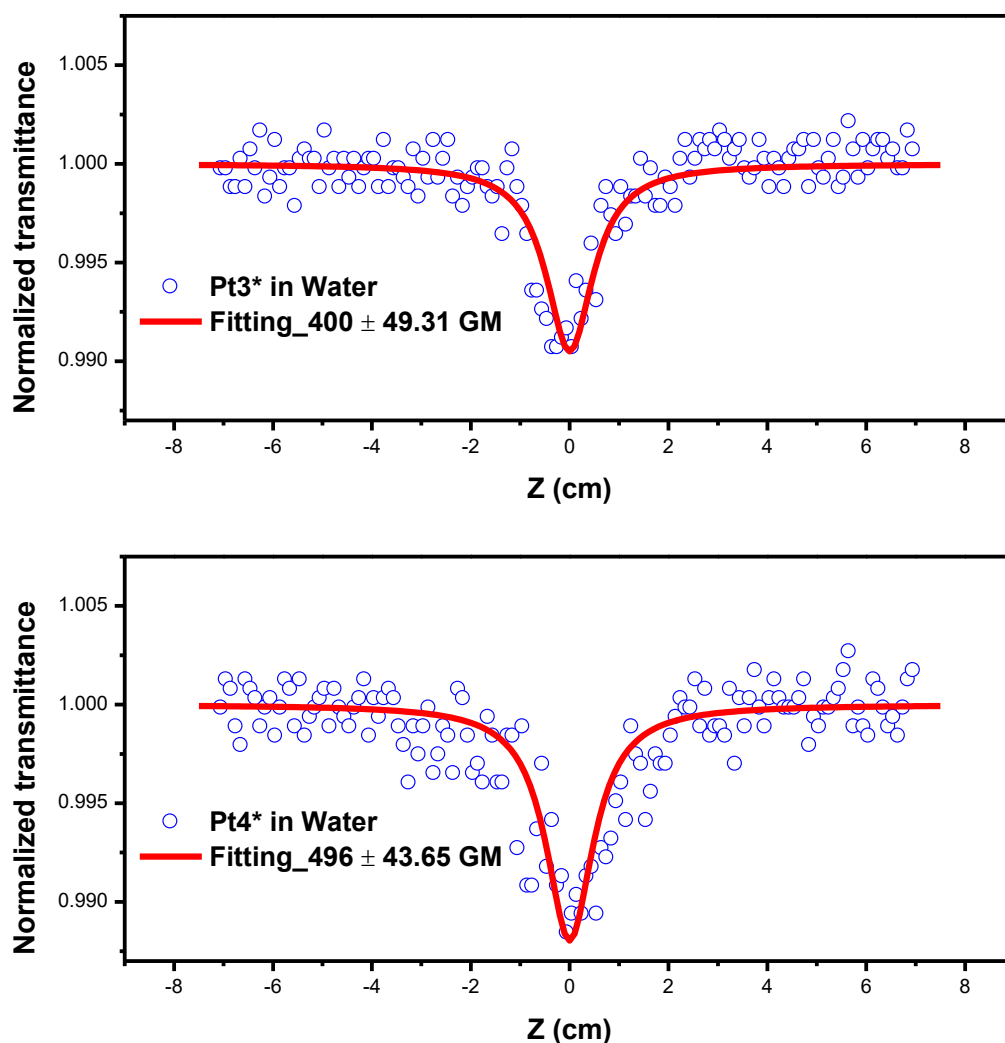 Normalized transmittance
1.005
1.000
0.995
0.990
Pt3* in Water
Fitting_400 ± 49.31 GM
-8 -6 -4 -2 0 2 4 6 8
Z (cm)
Normalized transmittance
1.005
1.000
0.995
0.990
Pt4* in Water
Fitting_496 ± 43.65 GM
-8 -6 -4 -2 0 2 4 6 8
Z (cm)